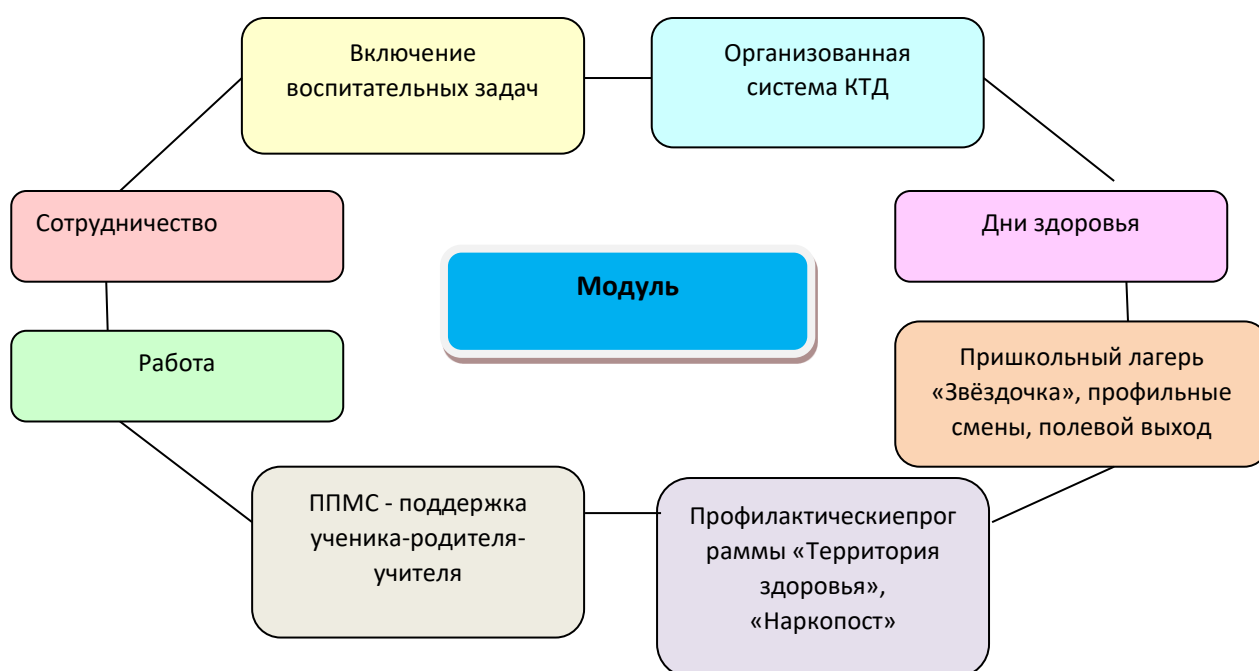 Включение
воспитательных задач
Организованная
система КТД
Сотрудничество
Дни здоровья
Модуль
Работа
Пришкольный лагерь
«Звёздочка», профильные
смены, полевой выход
ППМС - поддержка
ученика-родителя-
учителя
Профилактическиепрог
раммы «Территория
здоровья»,
«Наркопост»